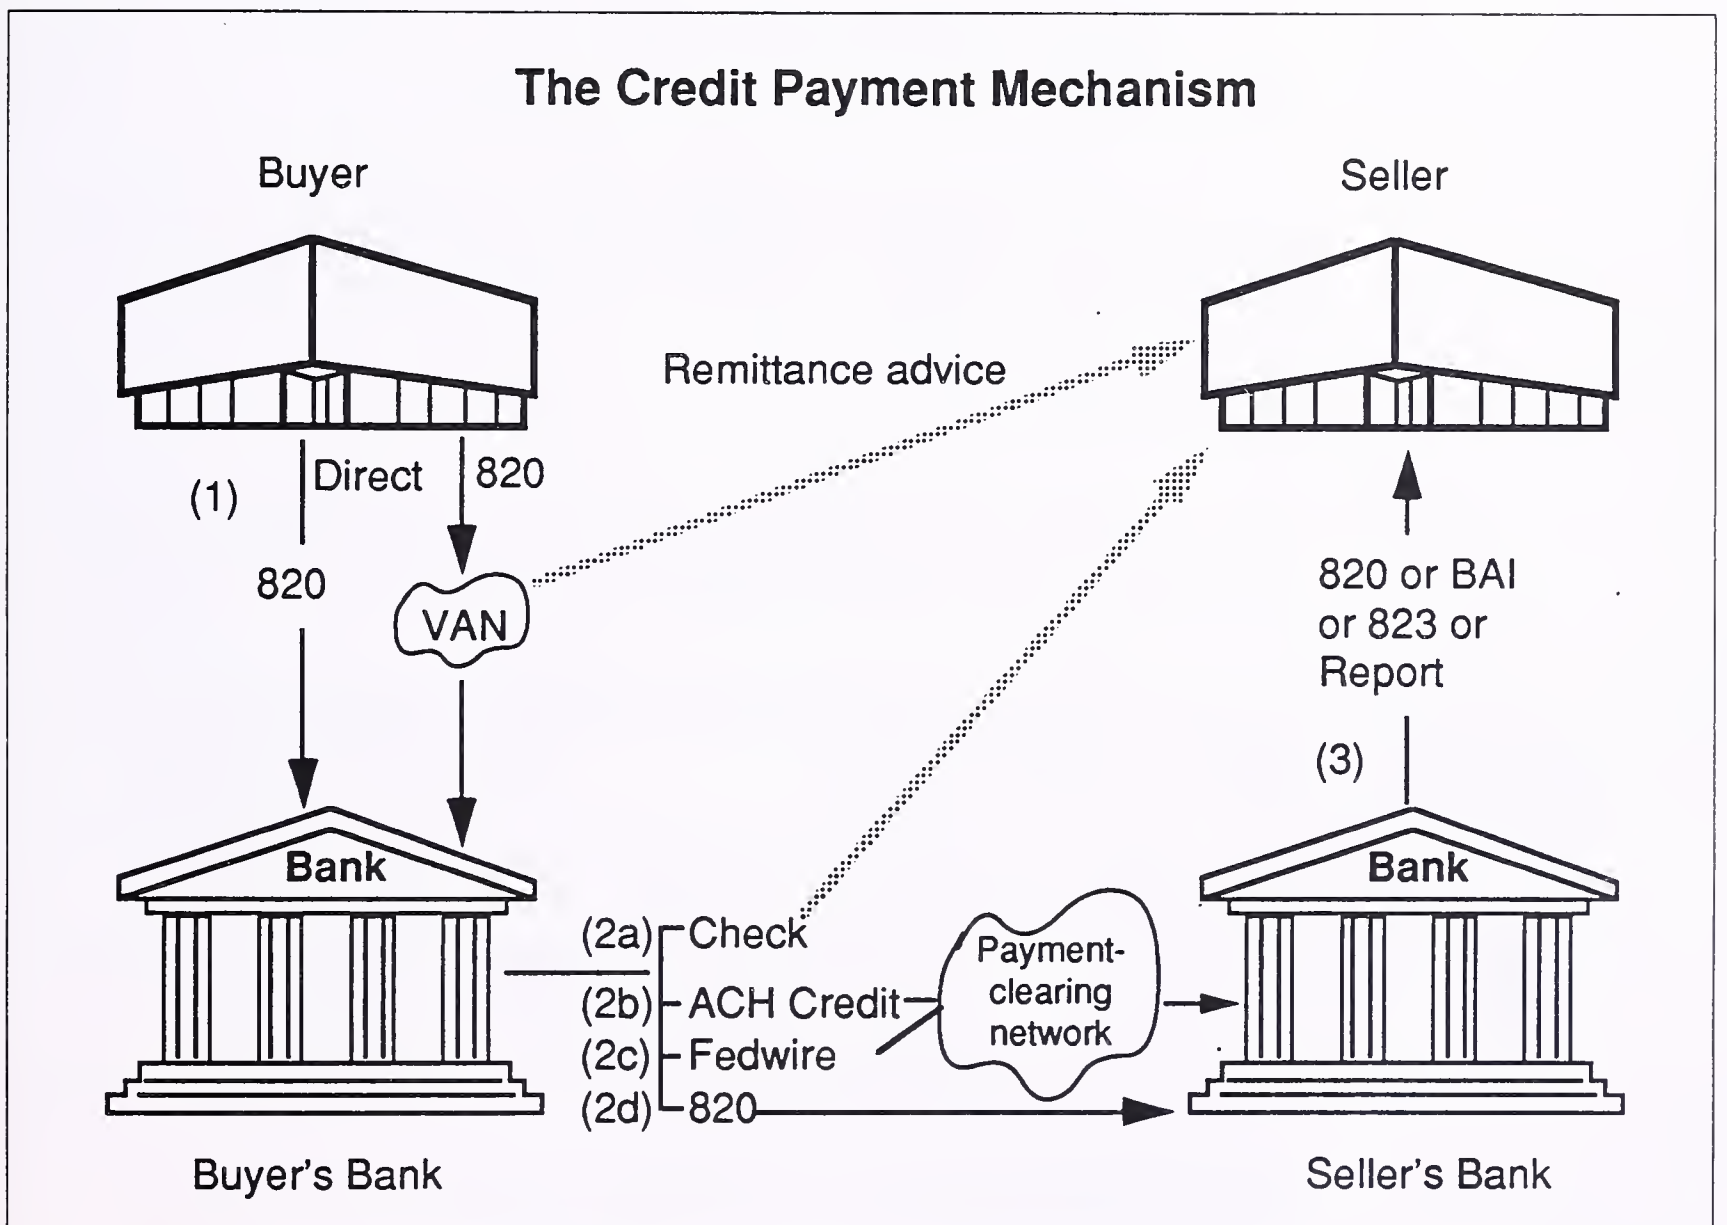 The Credit Payment Mechanism
Buyer
Seller
Remittance advice
(1)
Direct
820
820
VAN
820 or BAI
or 823 or
Report
(3)
Bank
Bank
(2a) Check
(2b) ACH Credit
(2c) Fedwire
(2d) 820
Payment-
clearing
network
Buyer's Bank
Seller's Bank